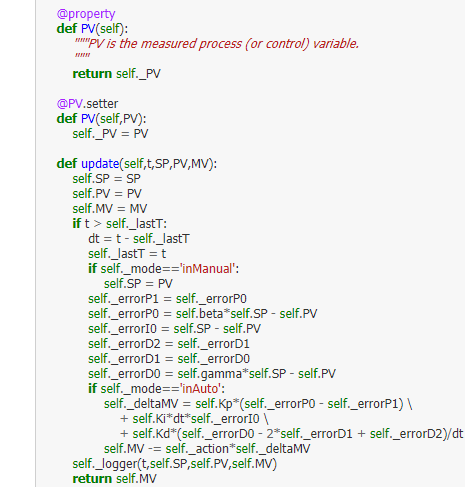 @property
def PV(self):
"""PV is the measured process (or control) variable.
"""
return self._PV
@PV.setter
def PV(self,PV):
self._PV = PV
def update(self,t,SP,PV,MV):
self.SP = SP
self.PV = PV
self.MV = MV
if t > self._lastT:
dt = t - self._lastT
self._lastT = t
if self._mode=='inManual':
self.SP = PV
self._errorP1 = self._errorP0
self._errorP0 = self.beta*self.SP - self.PV
self._errorI0 = self.SP - self.PV
self._errorD2 = self._errorD1
self._errorD1 = self._errorD0
self._errorD0 = self.gamma*self.SP - self.PV
if self._mode=='inAuto':
self._deltaMV = self.Kp*(self._errorP0 - self._errorP1) \
+ self.Ki*dt*self._errorI0 \
+ self.Kd*(self._errorD0 - 2*self._errorD1 + self._errorD2)/dt
self.MV -= self._action*self._deltaMV
self._logger(t,self.SP,self.PV,self.MV)
return self.MV